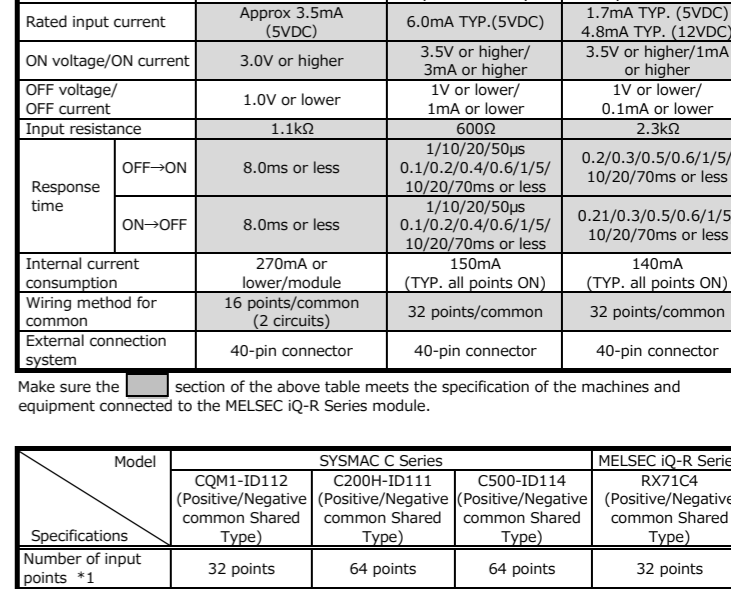 Rated input current
Approx 3.5mA
(5VDC)
6.0mA TYP.(5VDC)
1.7mA TYP. (5VDC)
4.8mA TYP. (12VDC)
ON voltage/ON current
3.0V or higher
3.5V or higher/
3mA or higher
3.5V or higher/1mA
or higher
OFF voltage/
OFF current
1.0V or lower
1V or lower/
1mA or lower
1V or lower/
0.1mA or lower
Input resistance
1.1kΩ
600Ω
2.3kΩ
Response
time
OFF→ON
8.0ms or less
1/10/20/50μs
0.1/0.2/0.4/0.6/1/5/
10/20/70ms or less
0.2/0.3/0.5/0.6/1/5/
10/20/70ms or less
ON→OFF
8.0ms or less
1/10/20/50μs
0.1/0.2/0.4/0.6/1/5/
10/20/70ms or less
0.21/0.3/0.5/0.6/1/5
10/20/70ms or less
Internal current
consumption
270mA or
lower/module
150mA
(TYP. all points ON)
140mA
(TYP. all points ON)
Wiring method for
common
16 points/common
(2 circuits)
32 points/common
32 points/common
External connection
system
40-pin connector
40-pin connector
40-pin connector
Make sure the section of the above table meets the specification of the machines and
equipment connected to the MELSEC iQ-R Series module.
Model
Specifications
SYSMAC C Series
MELSEC iQ-R Serie
CQM1-ID112
(Positive/Negative
common Shared
Type)
C200H-ID111
(Positive/Negative
common Shared
Type)
C500-ID114
(Positive/Negative
common Shared
Type)
RX71C4
(Positive/Negative
common Shared
Type)
Number of input
points *1
32 points
64 points
64 points
32 points